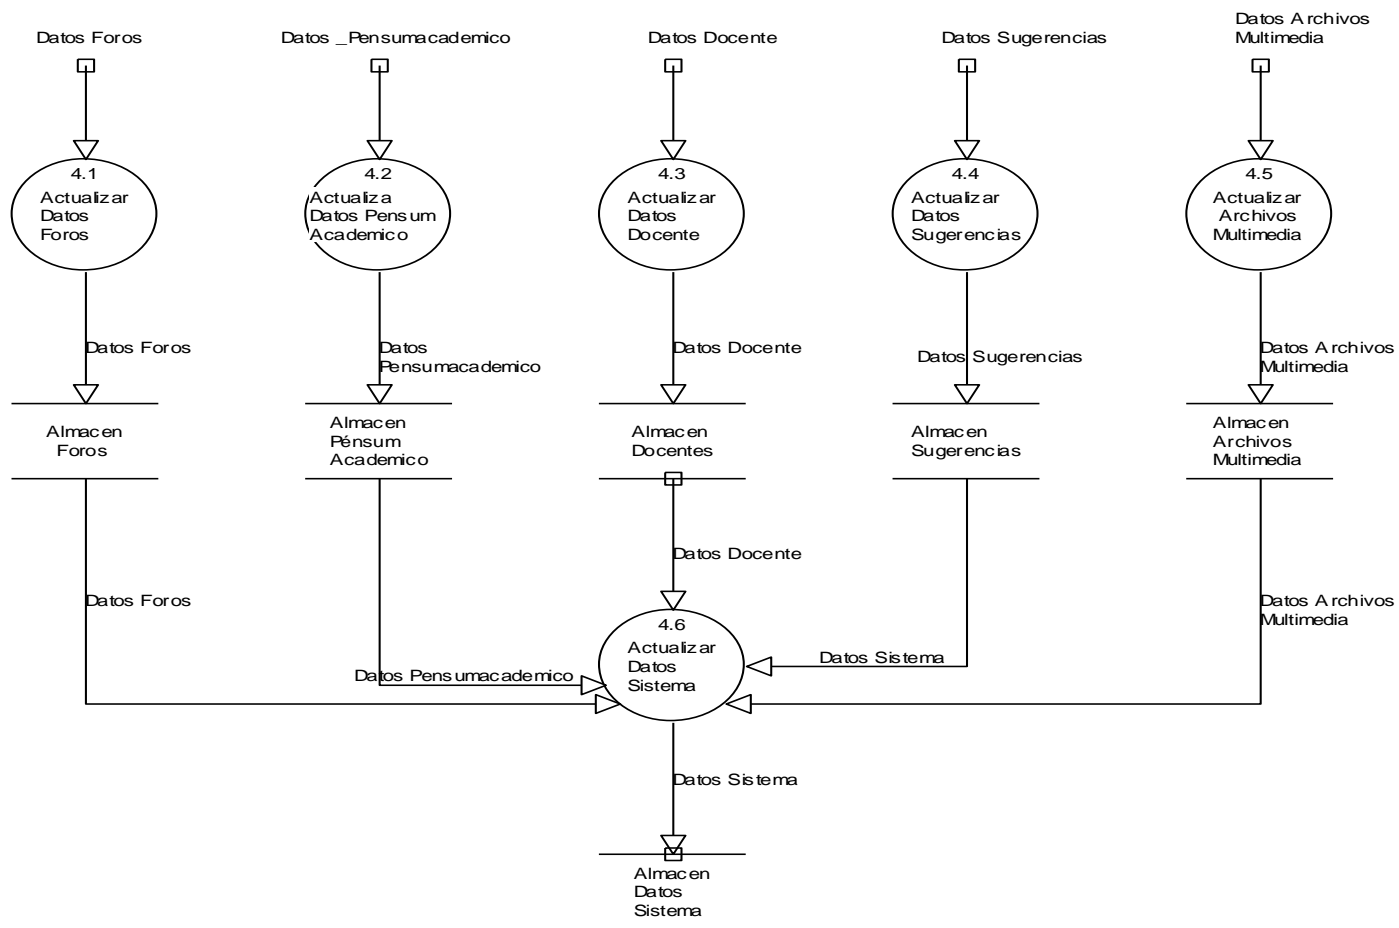 Datos Foros
Datos _Pensumacademico
Datos Docente
Datos Sugerencias
Datos Archivos
Multimedia
4.1
Actualizar
Datos
Foros
4.2
Actualiza
Datos Pensum
Academico
4.3
Actualizar
Datos
Docente
4.4
Actualizar
Datos
Sugerencias
4.5
Actualizar
Archivos
Multimedia
Datos Foros
Datos
Pensumacademico
Datos Docente
Datos Sugerencias
Datos Archivos
Multimedia
Almacen
Foros
Almacen
Pénsum
Academico
Almacen
Docentes
Almacen
Sugerencias
Almacen
Archivos
Multimedia
Datos Docente
Datos Foros
Datos Archivos
Multimedia
4.6
Actualizar
Datos
Sistema
Datos Pensumacademico
Datos Sistema
Datos Sistema
Almacen
Datos
Sistema